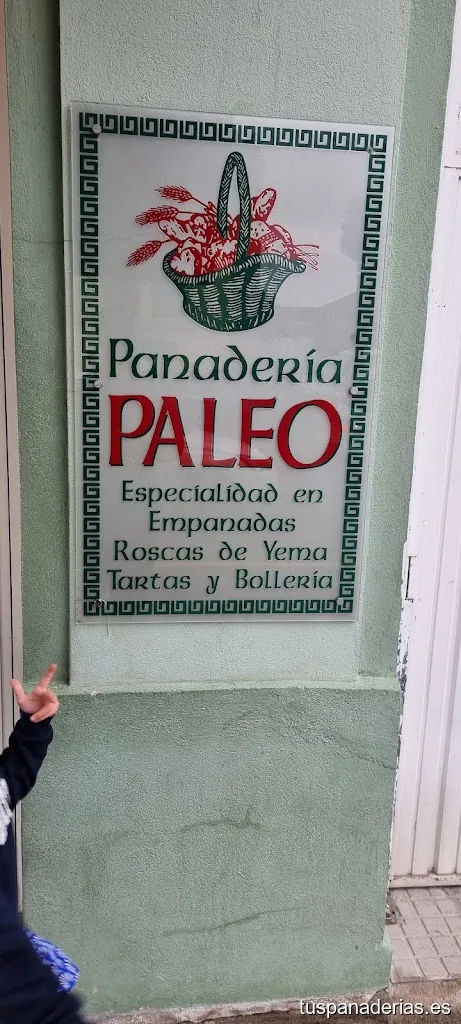 Panadería
PALEO
Especialidad en
Empanadas
Roscas de Yema
Tartas y Bollería
tuspanaderias.es